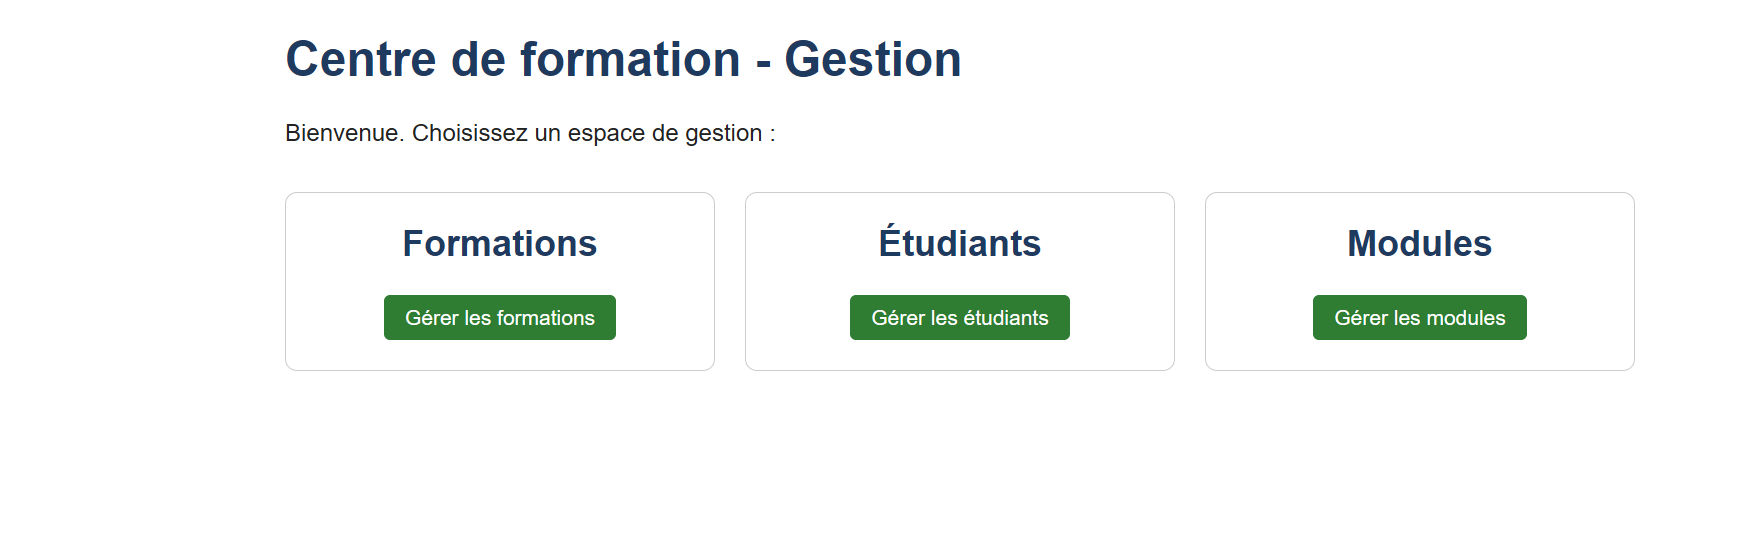 Centre de formation - Gestion
Bienvenue. Choisissez un espace de gestion :
Formations
Gérer les formations
Étudiants
Gérer les étudiants
Modules
Gérer les modules